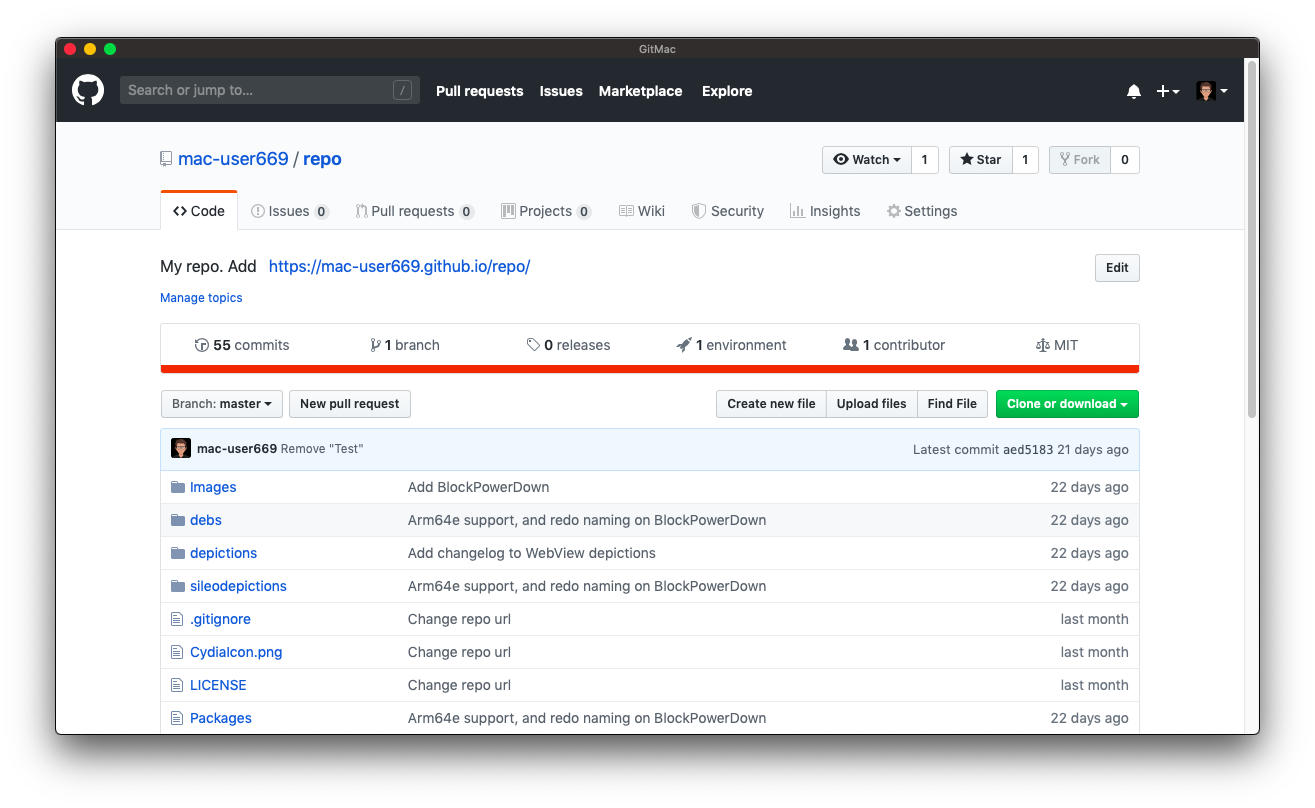 GitMac
Search or jump to... / Pull requests Issues Marketplace Explore
mac-user669 / repo Watch 1 Star 1 Fork 0
Code Issues 0 Pull requests 0 Projects 0 Wiki Security Insights Settings
My repo. Add https://mac-user669.github.io/repo/ Edit
Manage topics
55 commits 1 branch 0 releases 1 environment 1 contributor MIT
Branch: master New pull request Create new file Upload files Find File Clone or download
mac-user669 Remove "Test" Latest commit aed5183 21 days ago
Images Add BlockPowerDown 22 days ago
debs Arm64e support, and redo naming on BlockPowerDown 22 days ago
depictions Add changelog to WebView depictions 22 days ago
sileodepictions Arm64e support, and redo naming on BlockPowerDown 22 days ago
.gitignore Change repo url last month
CydiaIcon.png Change repo url last month
LICENSE Change repo url last month
Packages Arm64e support, and redo naming on BlockPowerDown 22 days ago